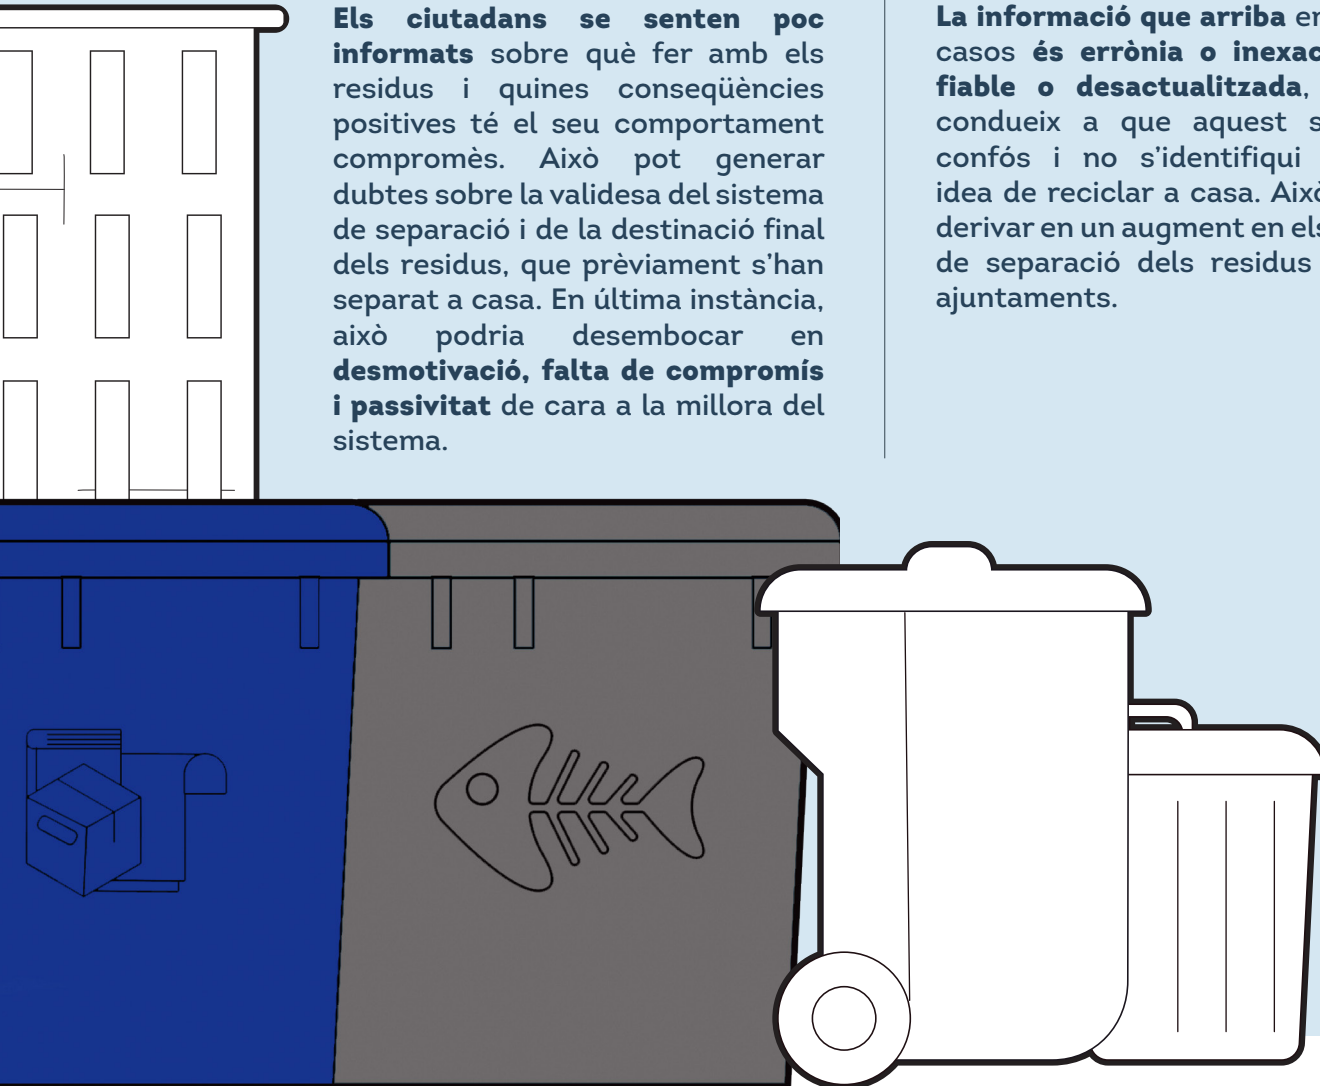 Els ciutadans se senten poc
informats sobre què fer amb els
residus i quines conseqüències
positives té el seu comportament
compromès. Això pot generar
dubtes sobre la validesa del sistema
de separació i de la destinació final
dels residus, que prèviament s'han
separat a casa. En última instància,
això podria desembocar en
desmotivació, falta de compromís
i passivitat de cara a la millora del
sistema.
La informació que arriba
casos és errònia o
fiable o desactualitzada,
condueix a que aquest
confós i no s'identifiqui
idea de reciclar a casa.
derivar en un augment en
de separació dels residus
ajuntaments.